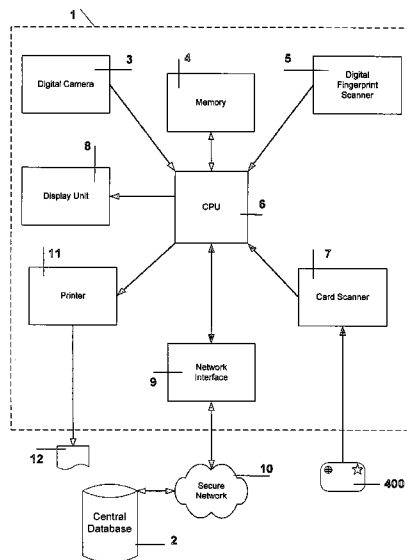 1
3
4
5
Digital Camera
Memory
Digital
Fingerprint
Scanner
8
Display Unit
CPU
6
11
7
Printer
Card Scanner
Network
Interface
9
12
10
Secure
Network
400
Central
Database
2